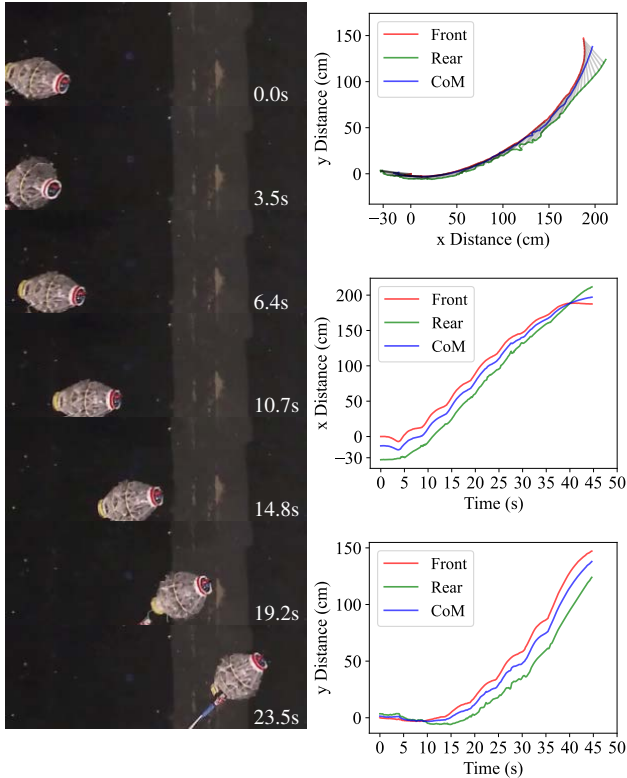 0.0s
3.5s
6.4s
10.7s
14.8s
19.2s
23.5s
150
100
50
0
y Distance (cm)
Front
Rear
CoM
−30 0 50 100 150 200
x Distance (cm)
200
150
100
50
0
−30
x Distance (cm)
Front
Rear
CoM
0 5 10 15 20 25 30 35 40 45 50
Time (s)
150
100
50
0
y Distance (cm)
Front
Rear
CoM
0 5 10 15 20 25 30 35 40 45 50
Time (s)